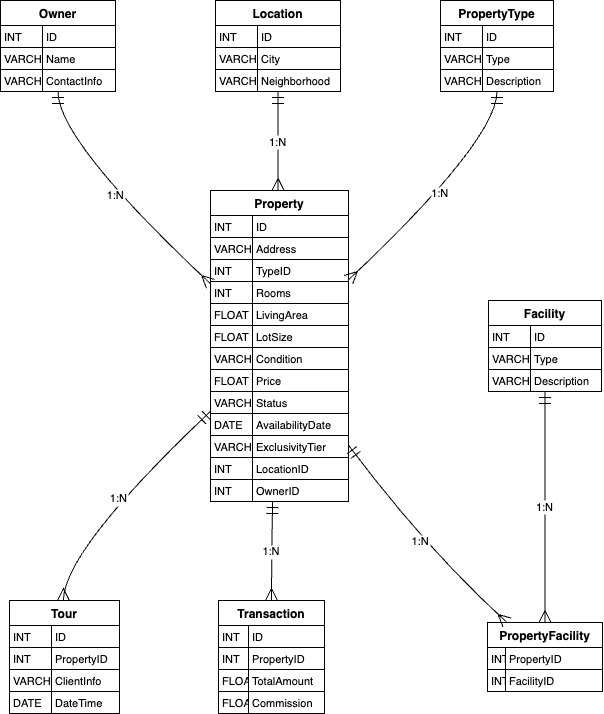 Owner
INT ID
VARCH Name
VARCH ContactInfo
Location
INT ID
VARCH City
VARCH Neighborhood
PropertyType
INT ID
VARCH Type
VARCH Description
1:N
1:N
1:N
Property
INT ID
VARCH Address
INT TypeID
INT Rooms
FLOAT LivingArea
FLOAT LotSize
VARCH Condition
FLOAT Price
VARCH Status
DATE AvailabilityDate
VARCH ExclusivityTier
INT LocationID
INT OwnerID
Facility
INT ID
VARCH Type
VARCH Description
1:N
1:N
1:N
1:N
Tour
INT ID
INT PropertyID
VARCH ClientInfo
DATE DateTime
Transaction
INT ID
INT PropertyID
FLOA TotalAmount
FLOA Commission
PropertyFacility
INT PropertyID
INT FacilityID